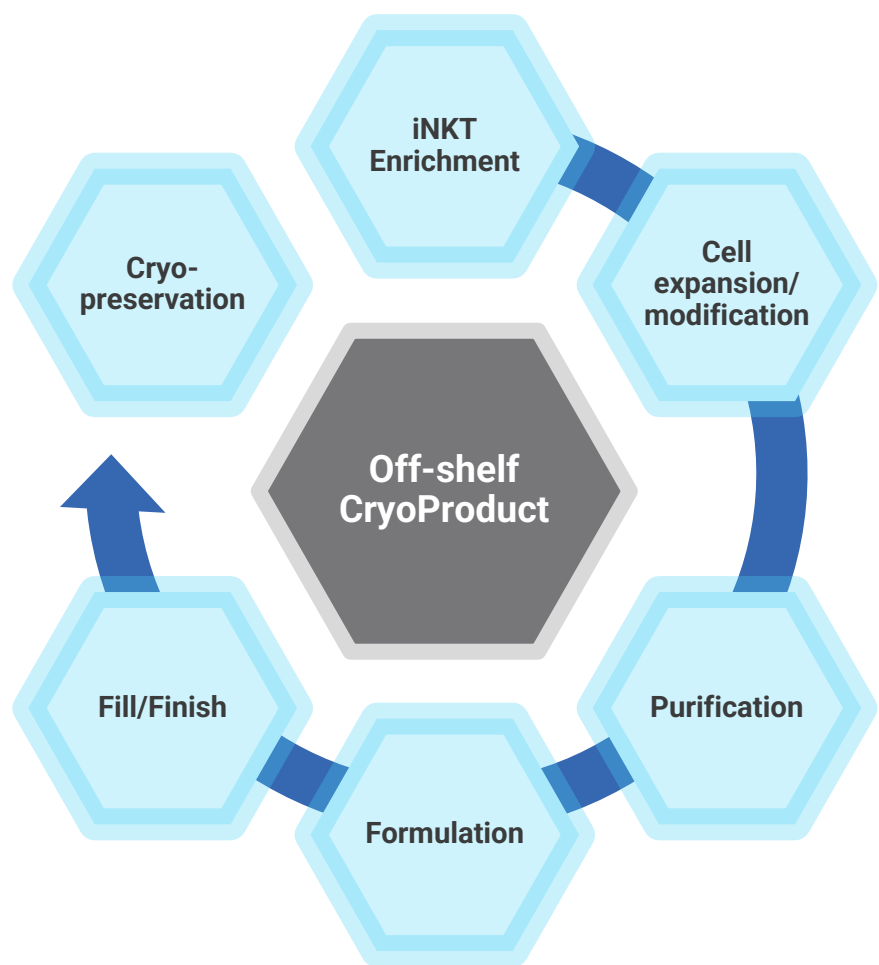 iNKT
Enrichment
Cell
expansion/
modification
Purification
Formulation
Fill/Finish
Cryo-
preservation
Off-shelf
CryoProduct